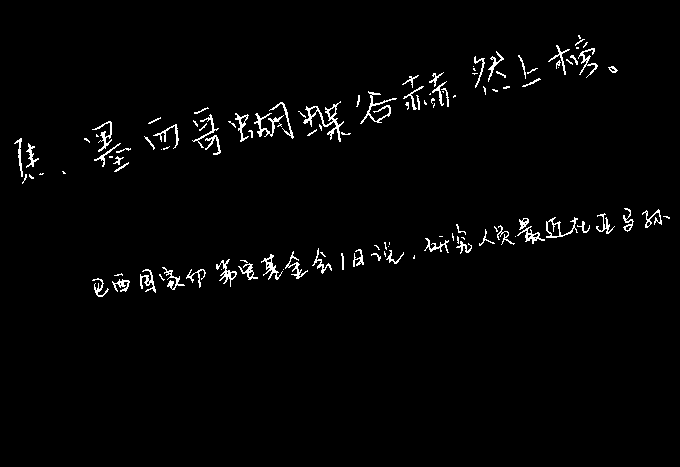 焦、墨西哥蝴蝶谷赫然上榜。
巴西国家印第安基金会1日说，研究人员最近在亚马孙